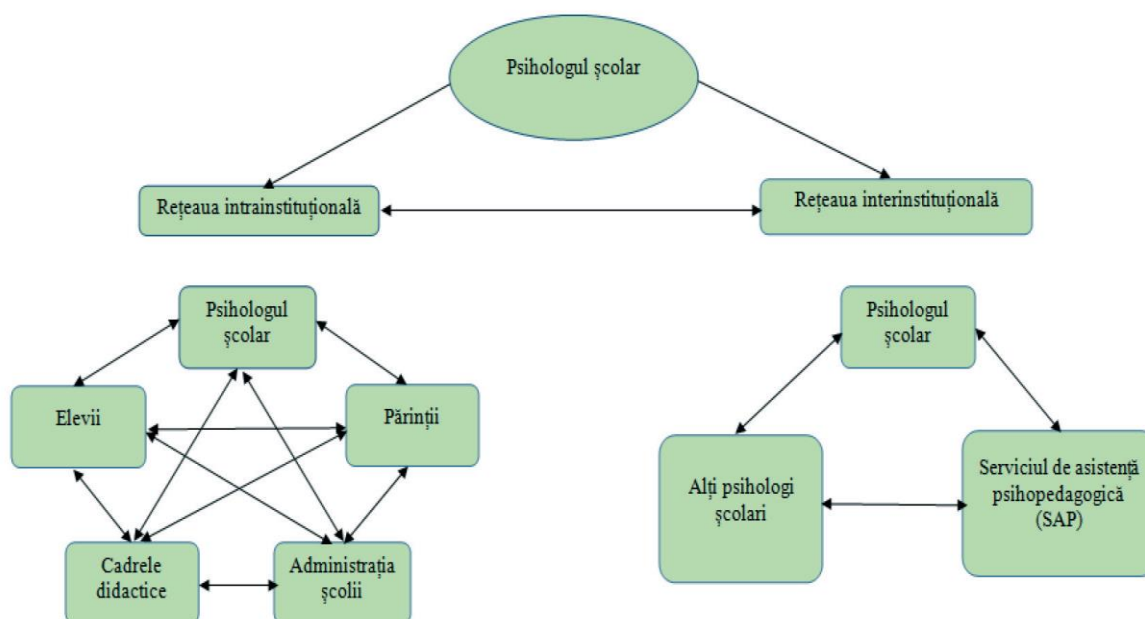 Psihologul școlar
Rețeaua intrainstituțională
Rețeaua interinstituțională
Psihologul
școlar
Elevii
Părinții
Cadrele
didactice
Administrația
școlii
Psihologul
școlar
Alți psihologi
școlari
Serviciul de asistență
psihopedagogică
(SAP)